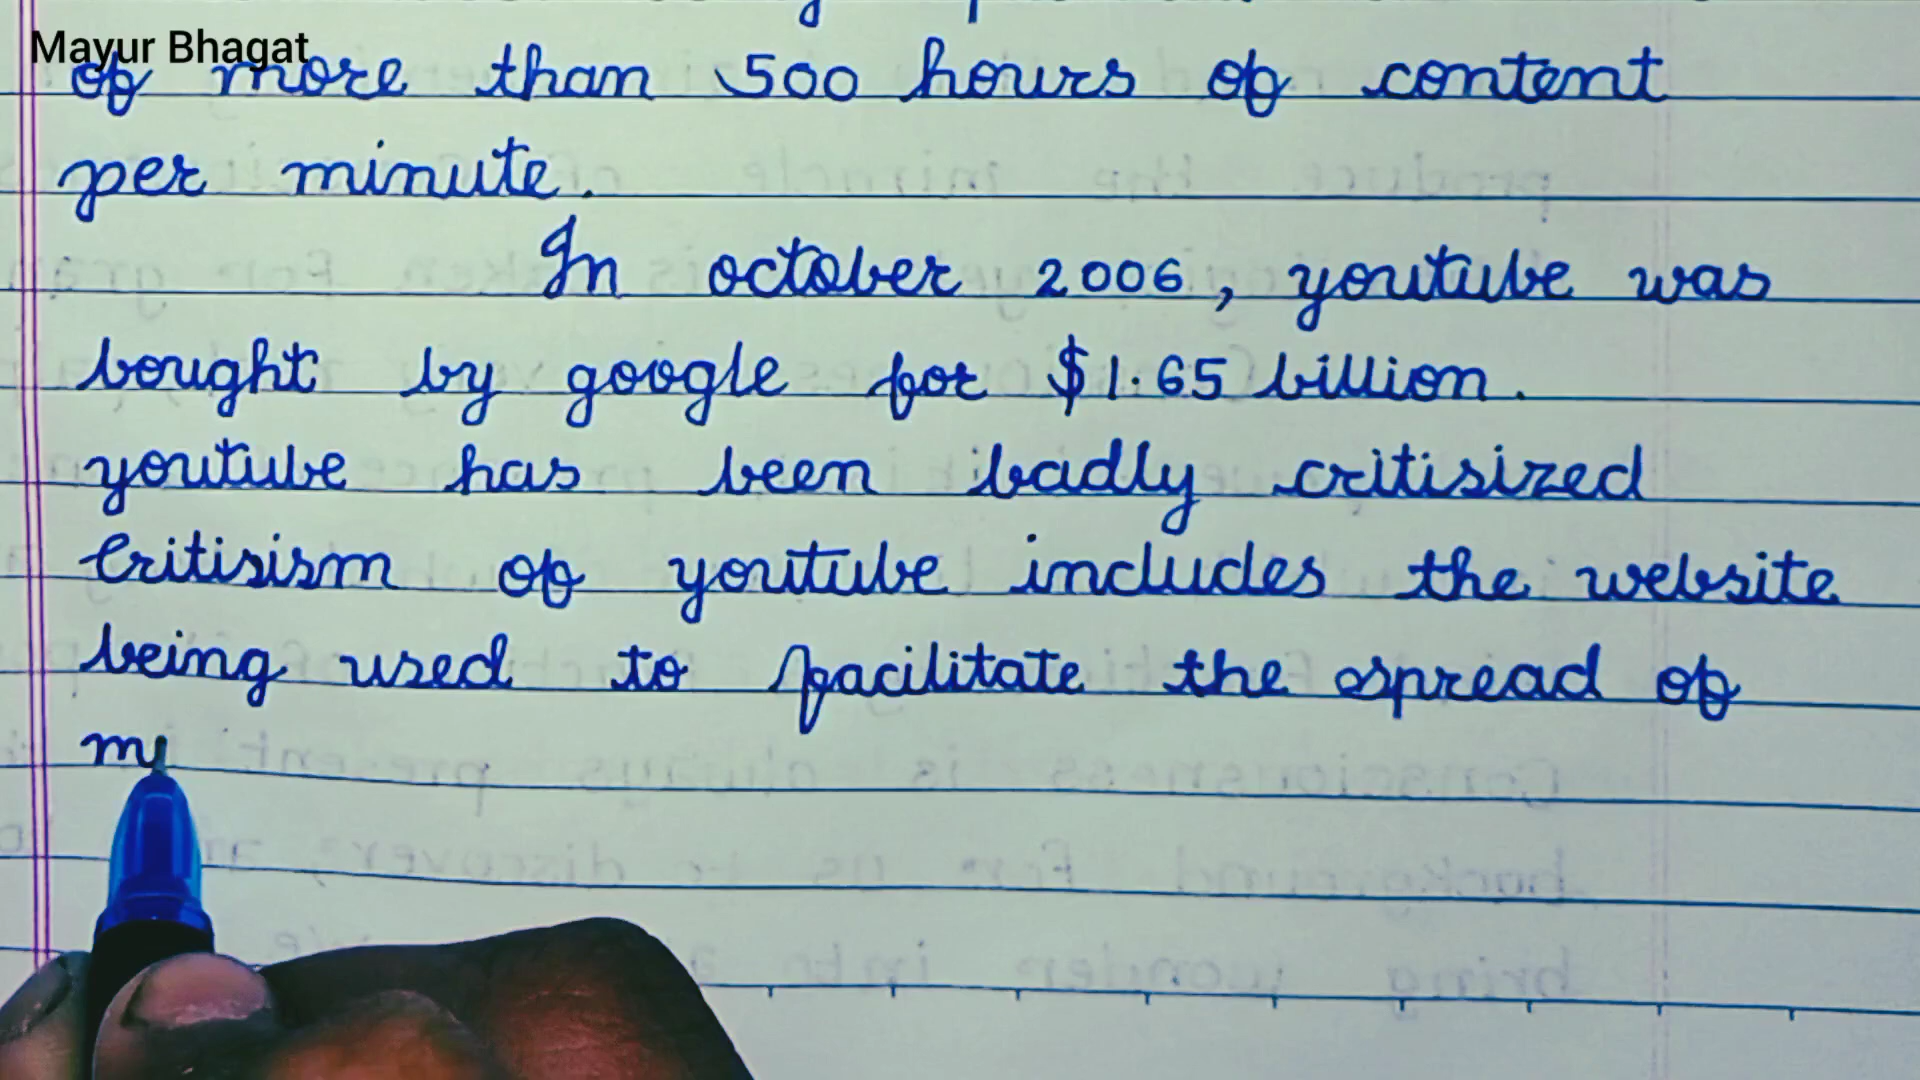 Mayur Bhagat
of more than 500 hours of content
per minute.
In october 2006, youtube was
bought by google for $1.65 billion.
youtube has been badly critisized
Critisism of youtube includes the website
being used to facilitate the spread of